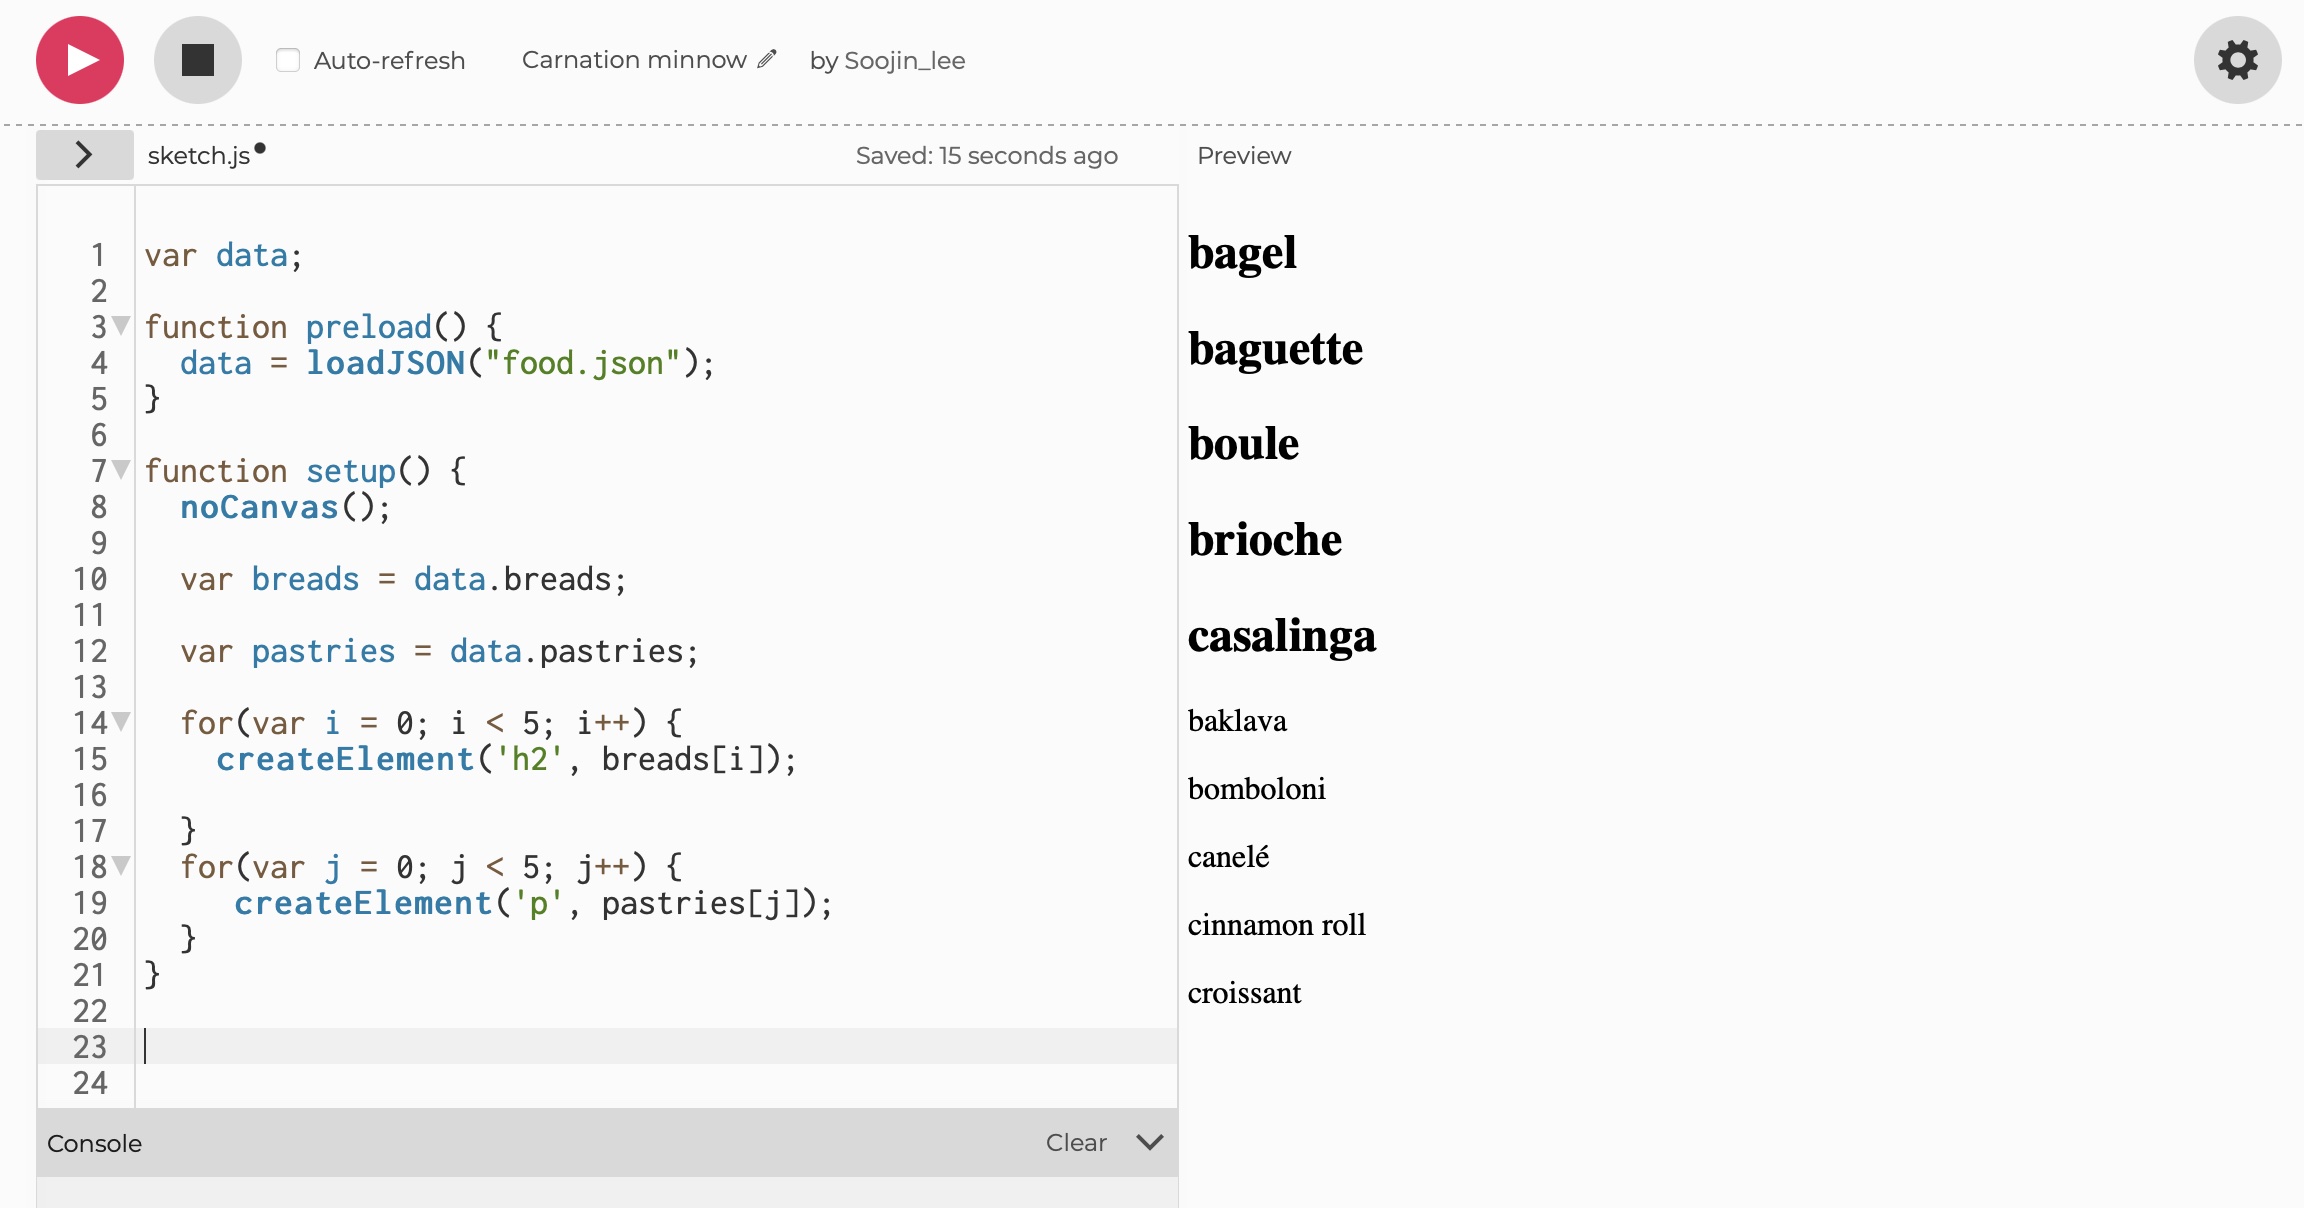 Auto-refresh Carnation minnow by Soojin_lee
sketch.js Saved: 15 seconds ago Preview
1 var data;
2
3 function preload() {
4 data = loadJSON("food.json");
5 }
6
7 function setup() {
8 noCanvas();
9
10 var breads = data.breads;
11
12 var pastries = data.pastries;
13
14 for(var i = 0; i < 5; i++) {
15 createElement('h2', breads[i]);
16
17 }
18 for(var j = 0; j < 5; j++) {
19 createElement('p', pastries[j]);
20 }
21 }
22
23
24
Console Clear
bagel
baguette
boule
brioche
casalinga
baklava
bomboloni
canelé
cinnamon roll
croissant